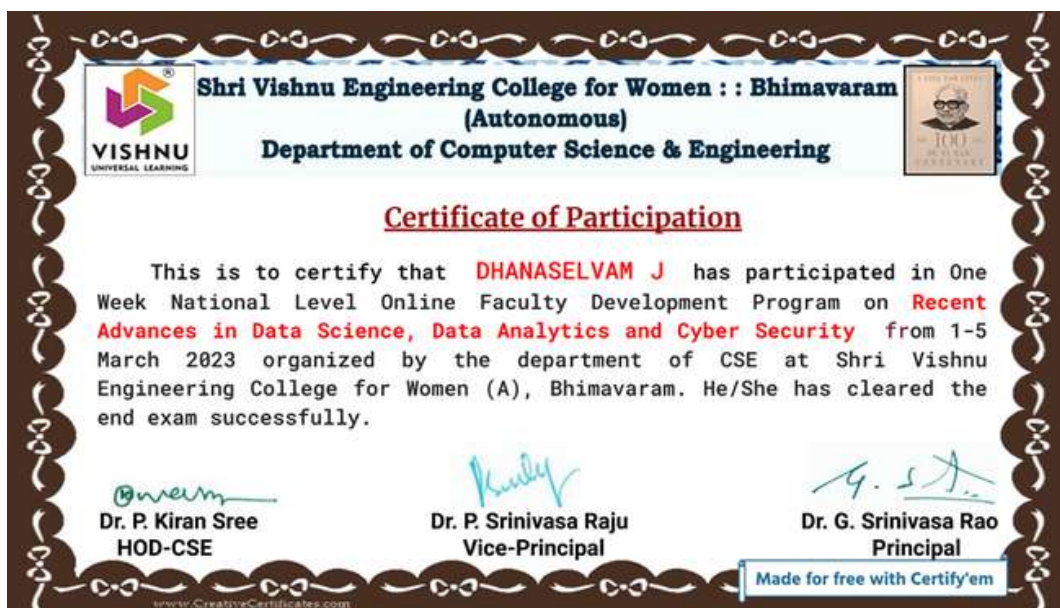 VISHNU
UNIVERSAL LEARNING
®
Shri Vishnu Engineering College for Women : : Bhimavaram
(Autonomous)
Department of Computer Science & Engineering
100
CENTENARY
Certificate of Participation
This is to certify that DHANASELVAM J has participated in One
Week National Level Online Faculty Development Program on Recent
Advances in Data Science, Data Analytics and Cyber Security from 1-5
March 2023 organized by the department of CSE at Shri Vishnu
Engineering College for Women (A), Bhimavaram. He/She has cleared the
end exam successfully.
Dr. P. Kiran Sree
HOD-CSE
Dr. P. Srinivasa Raju
Vice-Principal
Dr. G. Srinivasa Rao
Principal
Made for free with Certify'em
www.CreativeCertificates.com